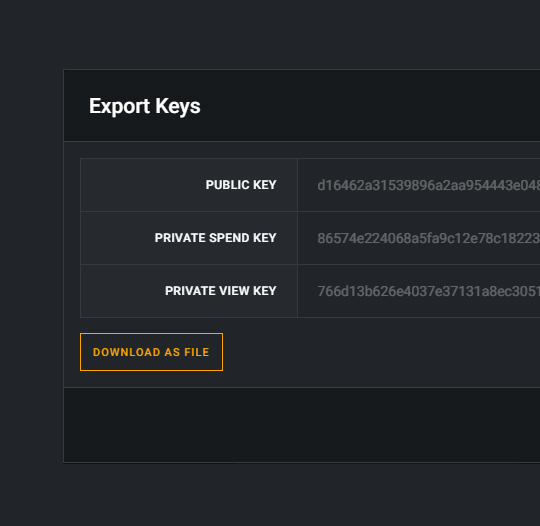 Export Keys
PUBLIC KEY d16462a31539896a2aa954443e048
PRIVATE SPEND KEY 86574e224068a5fa9c12e78c18223
PRIVATE VIEW KEY 766d13b626e4037e37131a8ec3051
DOWNLOAD AS FILE